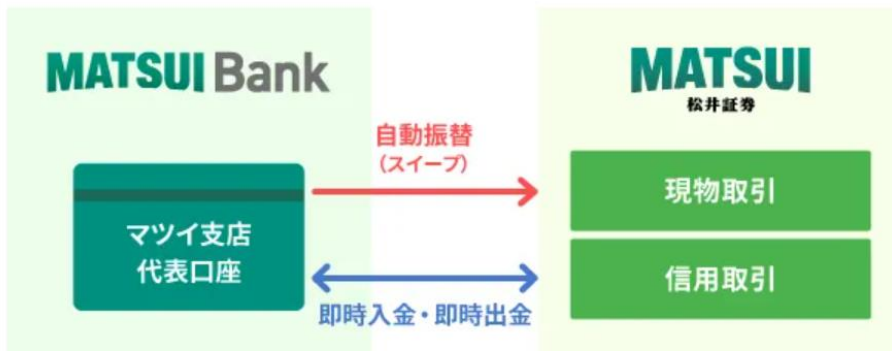 MATSUI Bank
MATSUI
松井証券
自動振替
（スイープ）
現物取引
マツイ支店
代表口座
信用取引
即時入金・即時出金